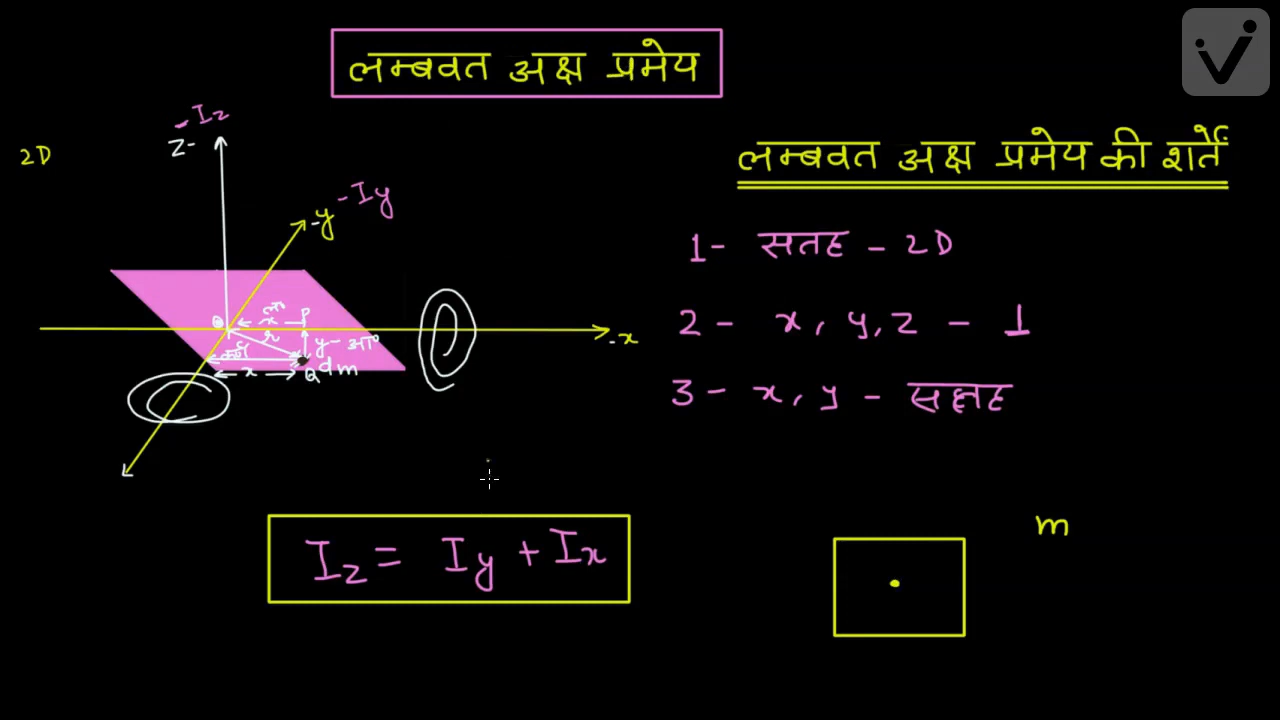 लम्बवत अक्ष प्रमेय
- Iz
z-
2D
-y - Iy
लम्बवत अक्ष प्रमेय की शर्तें
1- सतह - 2D
2- x, y, z - ⊥
3- x, y - सतह
P
x
r
y -
-x
x
Q dm
m
Iz = Iy + Ix